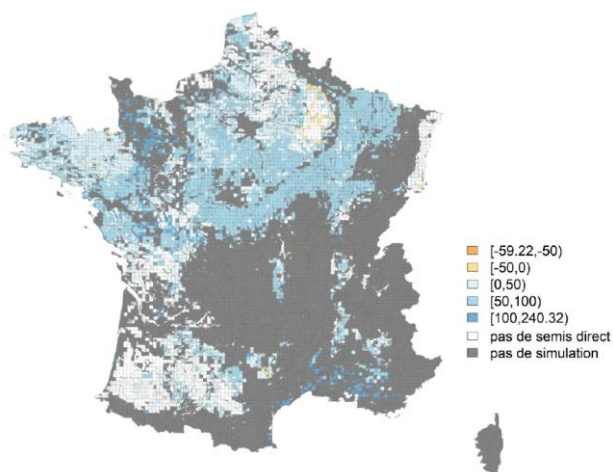 [-59.22,-50)
[-50,0)
[0,50)
[50,100)
[100,240.32)
pas de semis direct
pas de simulation